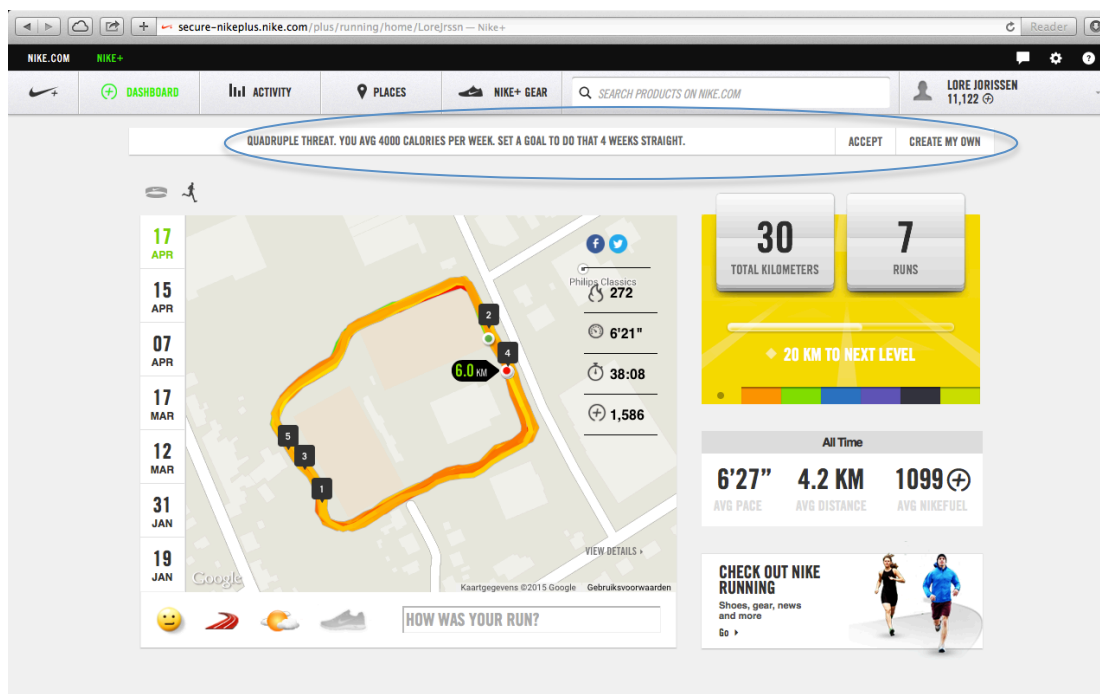 secure-nikeplus.nike.com/plus/running/home/LoreJrssn — Nike+
Reader
NIKE.COM NIKE+
DASHBOARD ACTIVITY PLACES NIKE+ GEAR SEARCH PRODUCTS ON NIKE.COM
LORE JORISSEN
11,122
QUADRUPLE THREAT. YOU AVG 4000 CALORIES PER WEEK. SET A GOAL TO DO THAT 4 WEEKS STRAIGHT. ACCEPT CREATE MY OWN
17
APR
15
APR
07
APR
17
MAR
12
MAR
31
JAN
19
JAN
Philips Classics
272
6'21"
38:08
1,586
2
4
6.0 KM
5
3
1
VIEW DETAILS
Google
Kaartgegevens ©2015 Google Gebruiksvoorwaarden
HOW WAS YOUR RUN?
30
TOTAL KILOMETERS
7
RUNS
20 KM TO NEXT LEVEL
All Time
6'27" 4.2 KM 1099
AVG PACE AVG DISTANCE AVG NIKEFUEL
CHECK OUT NIKE
RUNNING
Shoes, gear, news
and more
Go